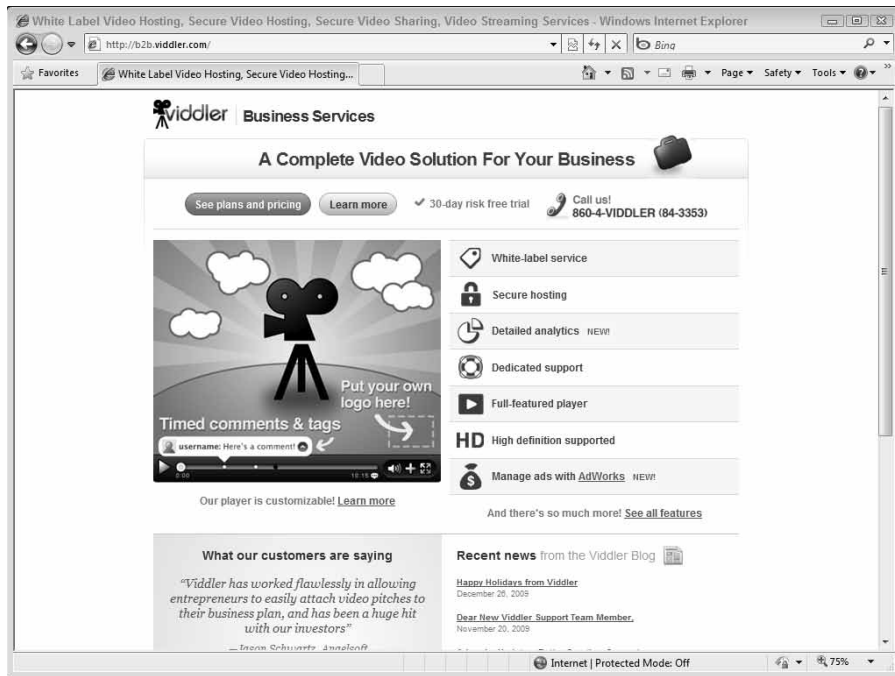 White Label Video Hosting, Secure Video Hosting, Secure Video Sharing, Video Streaming Services - Windows Internet Explorer
http://b2b.viddler.com/
Bing
Favorites
White Label Video Hosting, Secure Video Hosting...
Page
Safety
Tools
viddler Business Services
A Complete Video Solution For Your Business
See plans and pricing
Learn more
30-day risk free trial
Call us!
860-4-VIDDLER (84-3353)
White-label service
Secure hosting
Detailed analytics NEW!
Dedicated support
Full-featured player
HD High definition supported
Manage ads with AdWorks NEW!
And there's so much more! See all features
Put your own
logo here!
Timed comments & tags
username: Here's a comment!
0:00
10:15
Our player is customizable! Learn more
What our customers are saying
“Viddler has worked flawlessly in allowing
entrepreneurs to easily attach video pitches to
their business plan, and has been a huge hit
with our investors”
—Jason Schwartz, Angelsoft
Recent news from the Viddler Blog
Happy Holidays from Viddler
December 26, 2009
Dear New Viddler Support Team Member,
November 20, 2009
Internet | Protected Mode: Off
75%